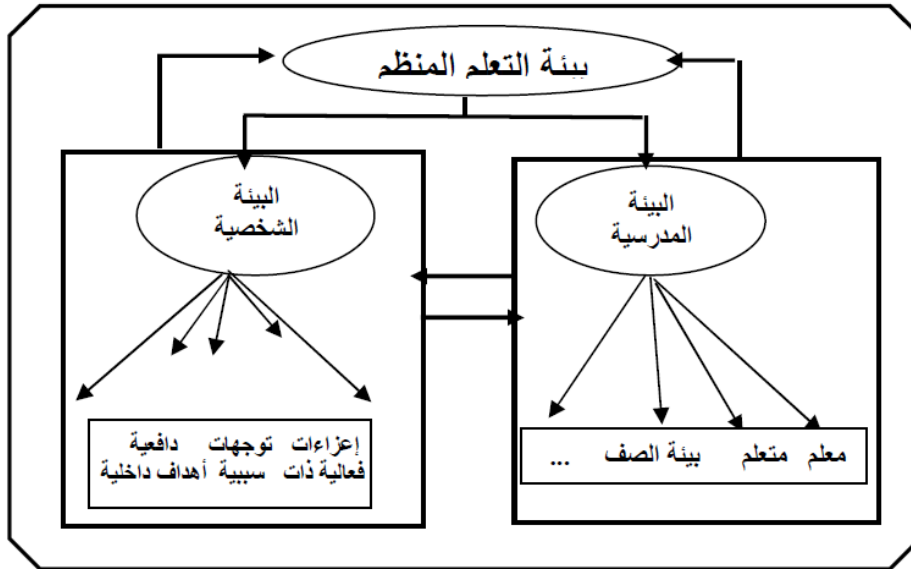 بيئة التعلم المنظم
البيئة
المدرسية
البيئة
الشخصية
معلم متعلم بيئة الصف ...
إعزاءات توجهات دافعية
فعالية ذات سببية أهداف داخلية